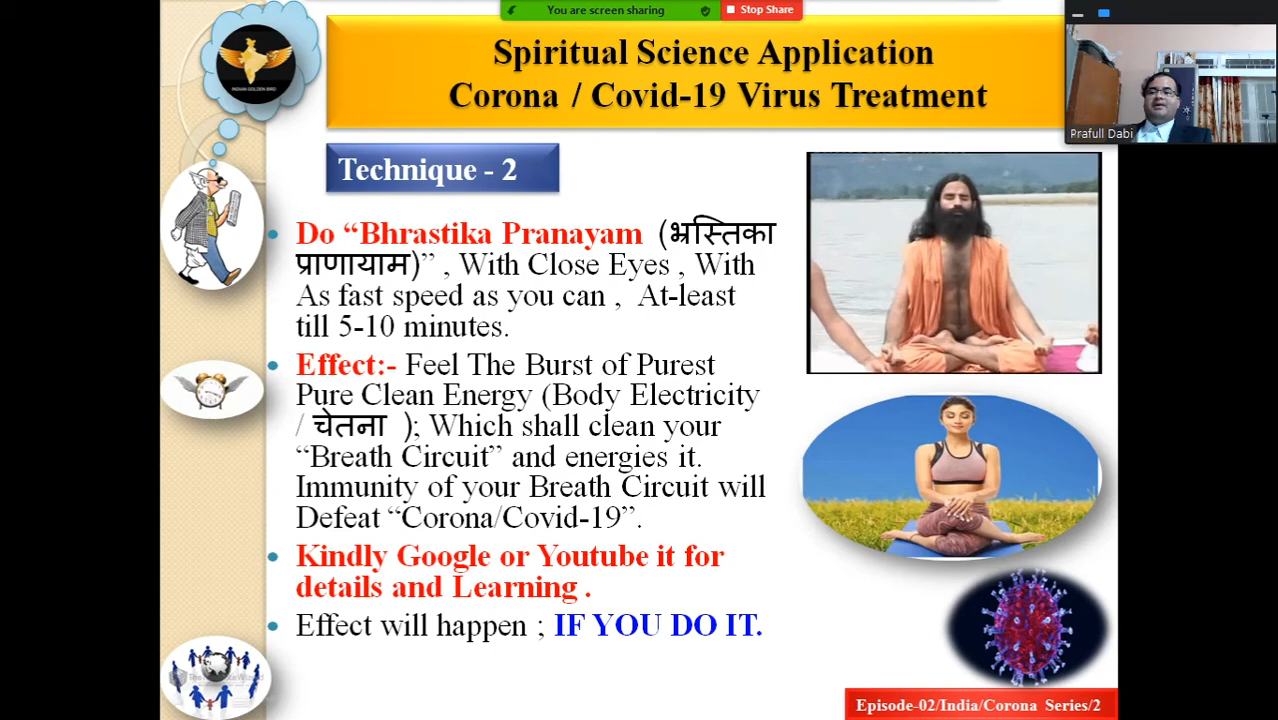 You are screen sharing
Stop Share
Spiritual Science Application
Corona / Covid-19 Virus Treatment
Prafull Dabi
INDIAN GOLDEN BIRD
Technique - 2
Do “Bhrastika Pranayam (भ्रस्तिका
प्राणायाम)” , With Close Eyes , With
As fast speed as you can , At-least
till 5-10 minutes.
Effect:- Feel The Burst of Purest
Pure Clean Energy (Body Electricity
/ चेतना ); Which shall clean your
“Breath Circuit” and energies it.
Immunity of your Breath Circuit will
Defeat “Corona/Covid-19”.
Kindly Google or Youtube it for
details and Learning .
Effect will happen ; IF YOU DO IT.
Episode-02/India/Corona Series/2